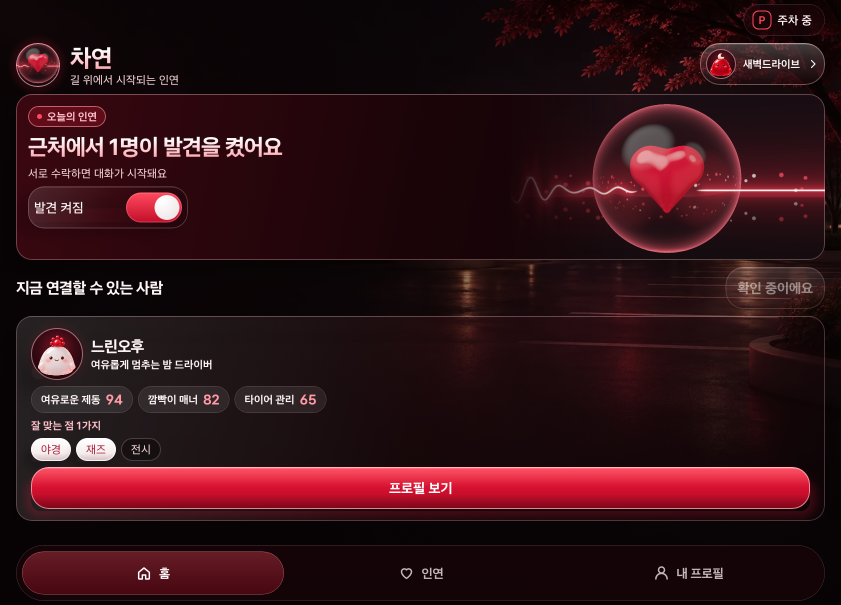 P 주차 중
차연
길 위에서 시작되는 인연
새벽드라이브
오늘의 인연
근처에서 1명이 발견을 켰어요
서로 수락하면 대화가 시작돼요
발견 켜짐
지금 연결할 수 있는 사람
확인 중이에요
느린오후
여유롭게 멈추는 밤 드라이버
여유로운 제동 94 깜빡이 매너 82 타이어 관리 65
잘 맞는 점 1가지
야경 재즈 전시
프로필 보기
홈 인연 내 프로필